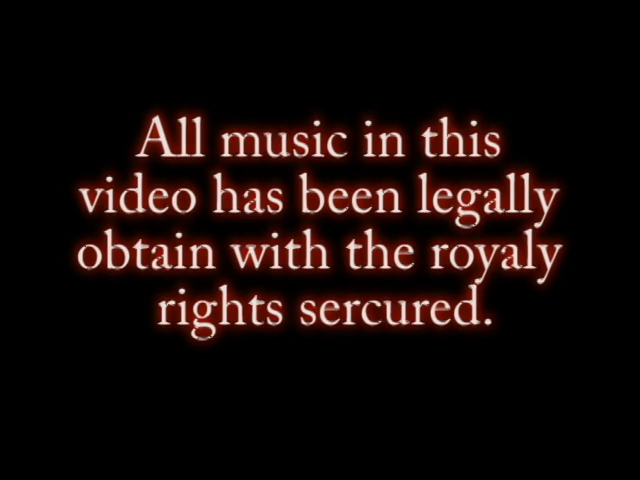 All music in this
video has been legally
obtain with the royaly
rights sercured.